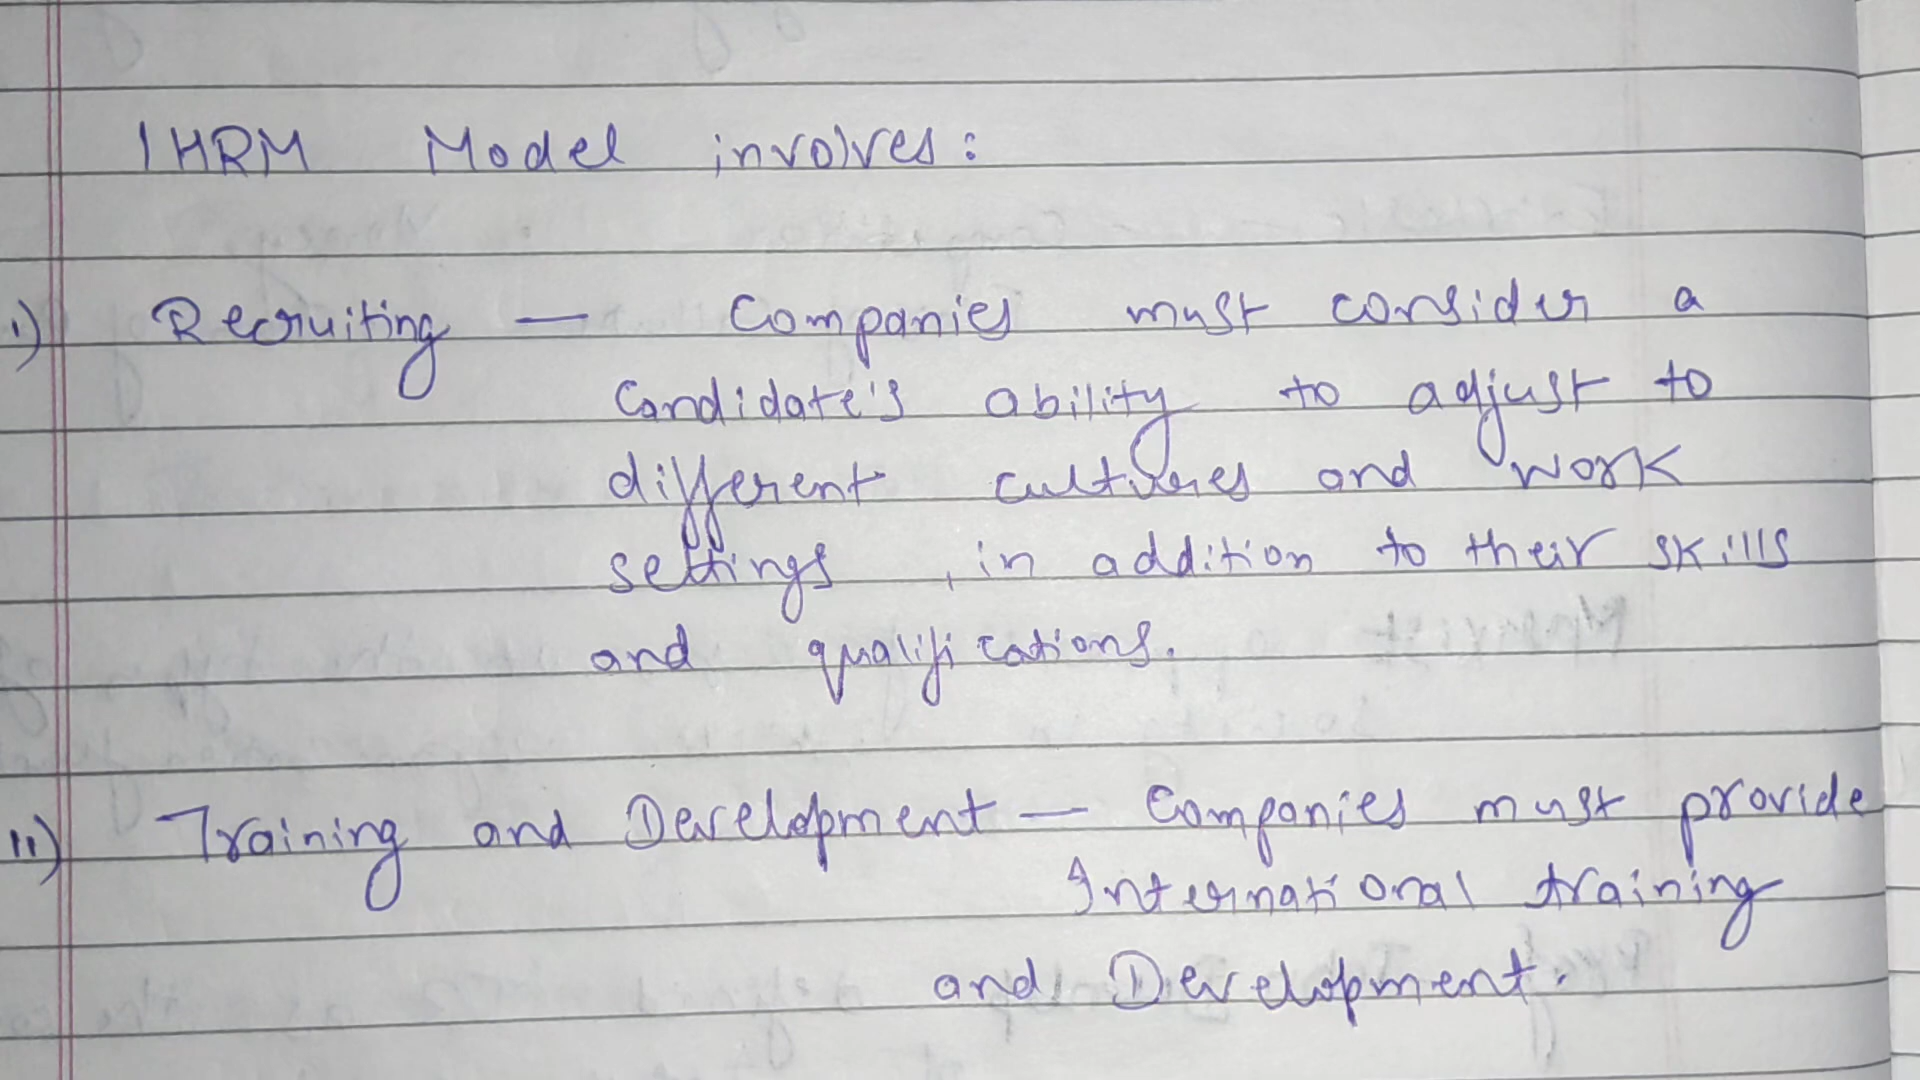 IHRM Model involves:
i) Recruiting — Companies must consider a
Candidate's ability to adjust to
different cultures and work
settings , in addition to their skills
and qualifications.
ii) Training and Development — Companies must provide
International training
and Development.